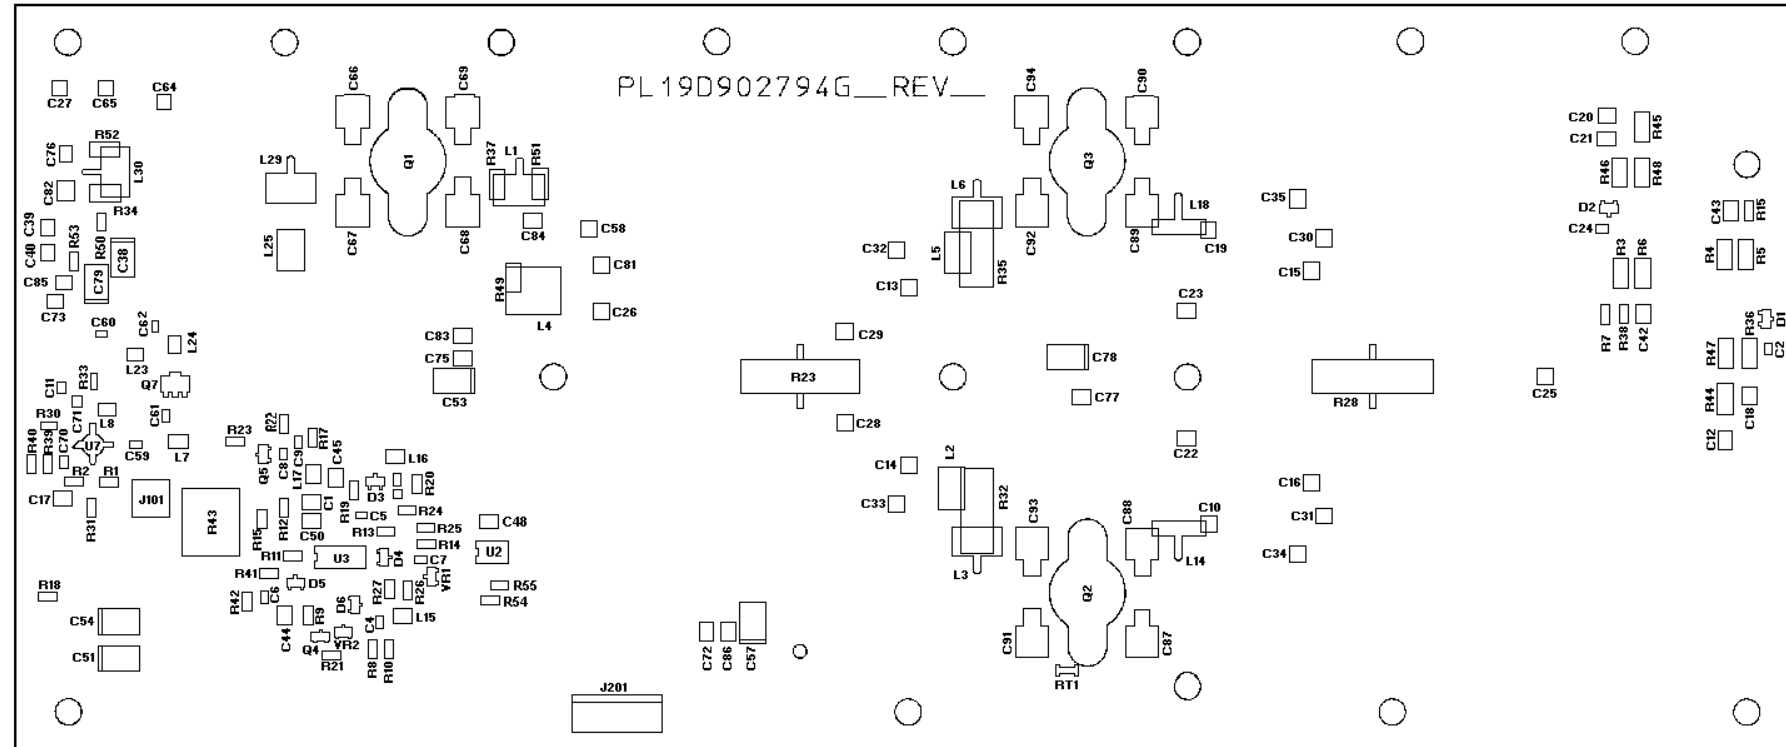 PL19D902794G__REV__
C66
C69
C94
C90
C27
C65
C64
C20
C21
R45
R52
C76
L30
L29
Q1
R37
L1
R51
Q3
R46
R48
C82
R34
L6
L18
C35
D2
C43
R15
C39
R53
R50
C67
C68
C84
C58
C92
C89
C19
C30
C24
C40
C38
L25
C32
L5
R35
C15
R3
R6
R4
R5
C85
C79
R49
C81
C13
C73
C60
C62
L24
L4
C26
C23
R7
R38
C42
R36
D1
C83
C29
L23
C75
C78
R47
C2
C11
R33
Q7
C53
R23
C77
R28
C25
R44
C18
C71
L8
C61
R30
R22
C28
R40
R39
C70
U7
C59
L7
R23
Q5
C8
C9
R17
C45
L16
C22
C12
R2
R1
L17
D3
R20
C14
L2
C16
C17
R31
J101
R43
R15
R12
C1
C50
R19
C5
R24
C33
R32
C93
C88
C10
C31
R13
R25
C48
R11
U3
D4
R14
C7
U2
L3
L14
C34
R41
D5
VR1
R18
R42
C6
R27
R26
R55
R54
Q2
C54
C44
R9
D6
C4
L15
C51
Q4
VR2
R21
R8
R10
C72
C86
C57
C91
C87
RT1
J201